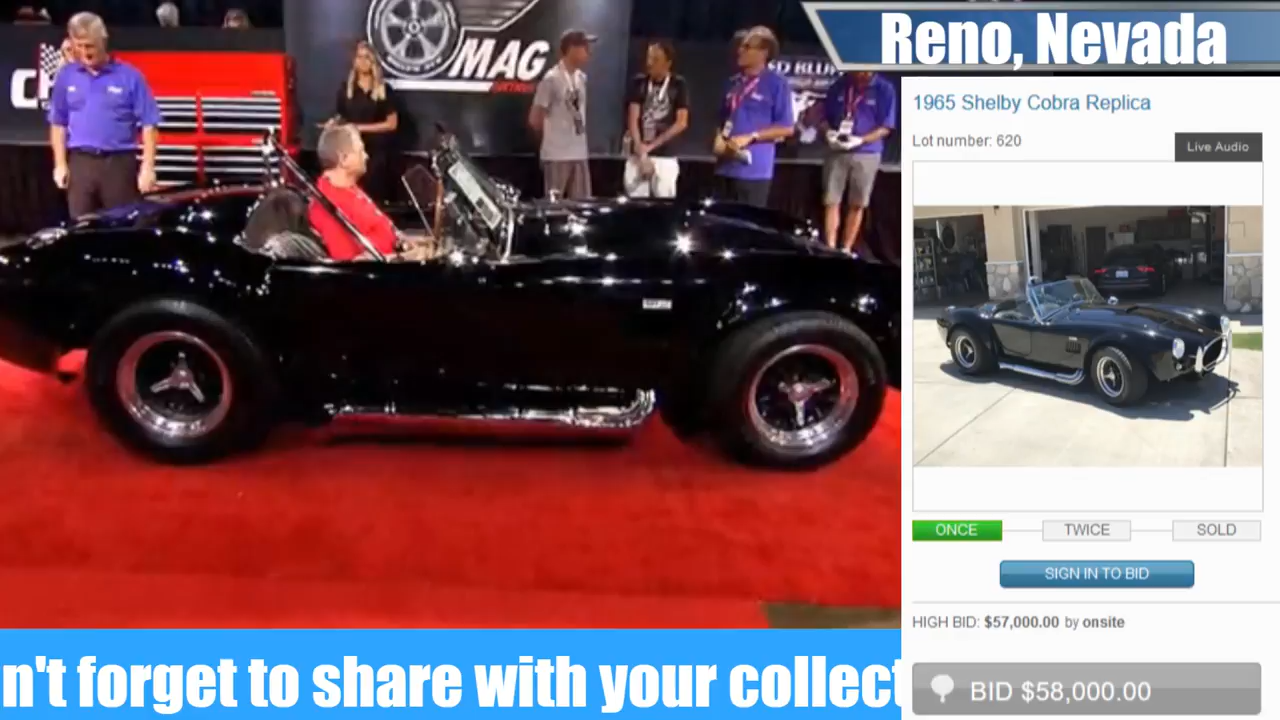 Reno, Nevada
1965 Shelby Cobra Replica
Lot number: 620
Live Audio
ONCE
TWICE
SOLD
SIGN IN TO BID
HIGH BID: $57,000.00 by onsite
BID $58,000.00
MAG
n't forget to share with your collect